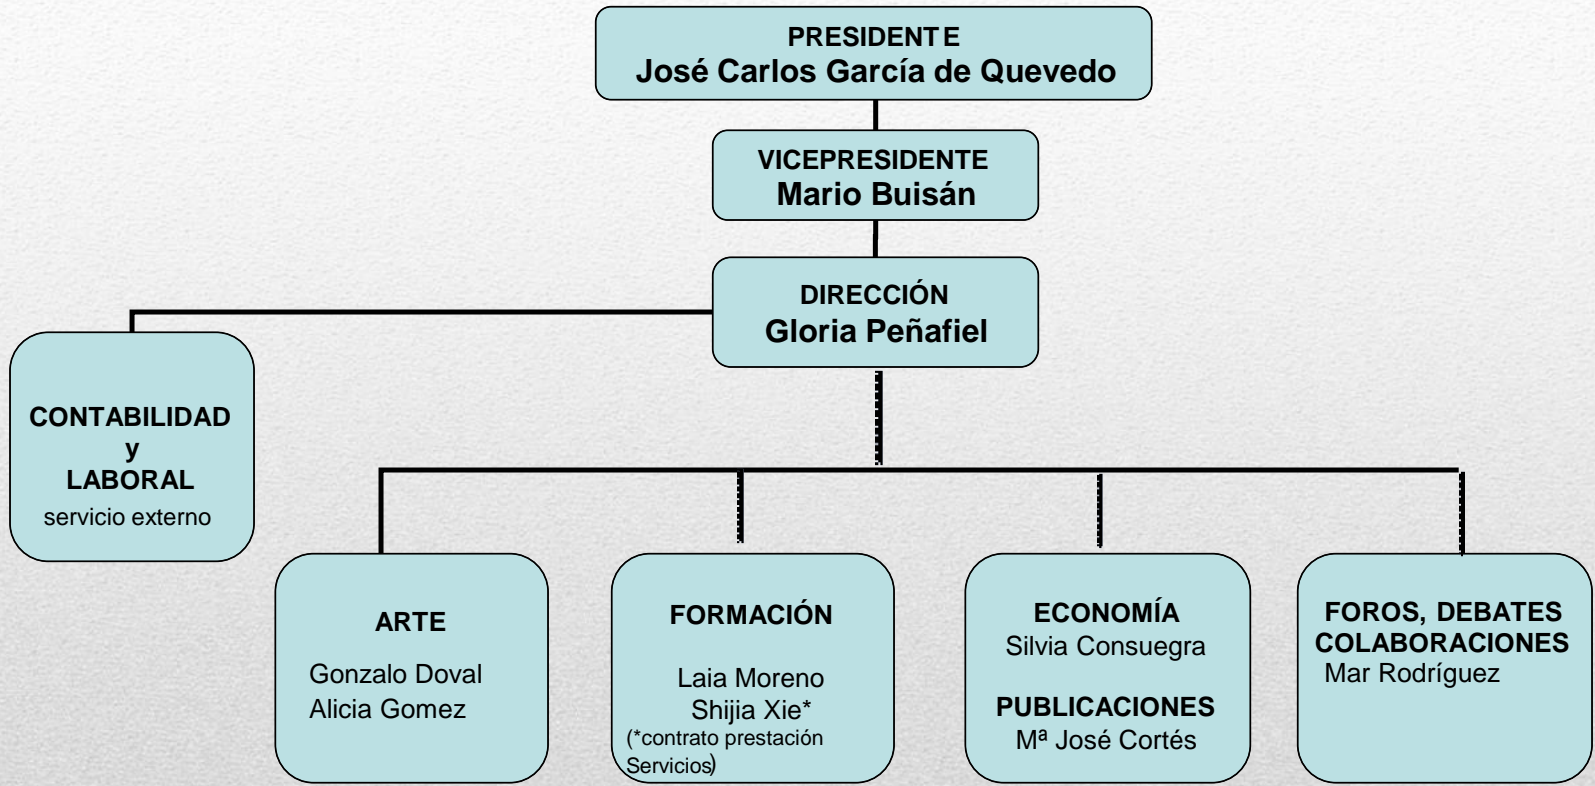 PRESIDENTE
José Carlos García de Quevedo
VICEPRESIDENTE
Mario Buisán
DIRECCIÓN
Gloria Peñafiel
CONTABILIDAD
y
LABORAL
servicio externo
ARTE
Gonzalo Doval
Alicia Gomez
FORMACIÓN
Laia Moreno
Shijia Xie*
(*contrato prestación
Servicios)
ECONOMÍA
Silvia Consuegra
PUBLICACIONES
Mª José Cortés
FOROS, DEBATES
COLABORACIONES
Mar Rodríguez